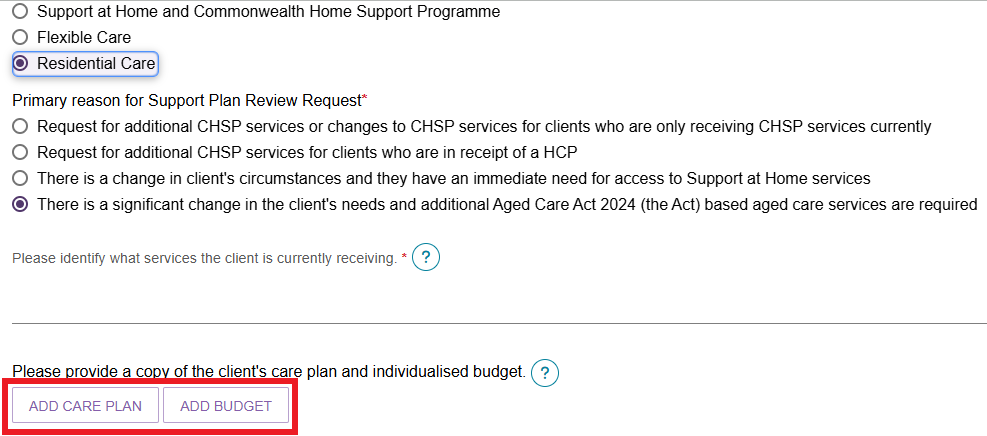 Support at Home and Commonwealth Home Support Programme
Flexible Care
Residential Care
Primary reason for Support Plan Review Request*
Request for additional CHSP services or changes to CHSP services for clients who are only receiving CHSP services currently
Request for additional CHSP services for clients who are in receipt of a HCP
There is a change in client's circumstances and they have an immediate need for access to Support at Home services
There is a significant change in the client's needs and additional Aged Care Act 2024 (the Act) based aged care services are required
Please identify what services the client is currently receiving. * ?
Please provide a copy of the client's care plan and individualised budget. ?
ADD CARE PLAN ADD BUDGET